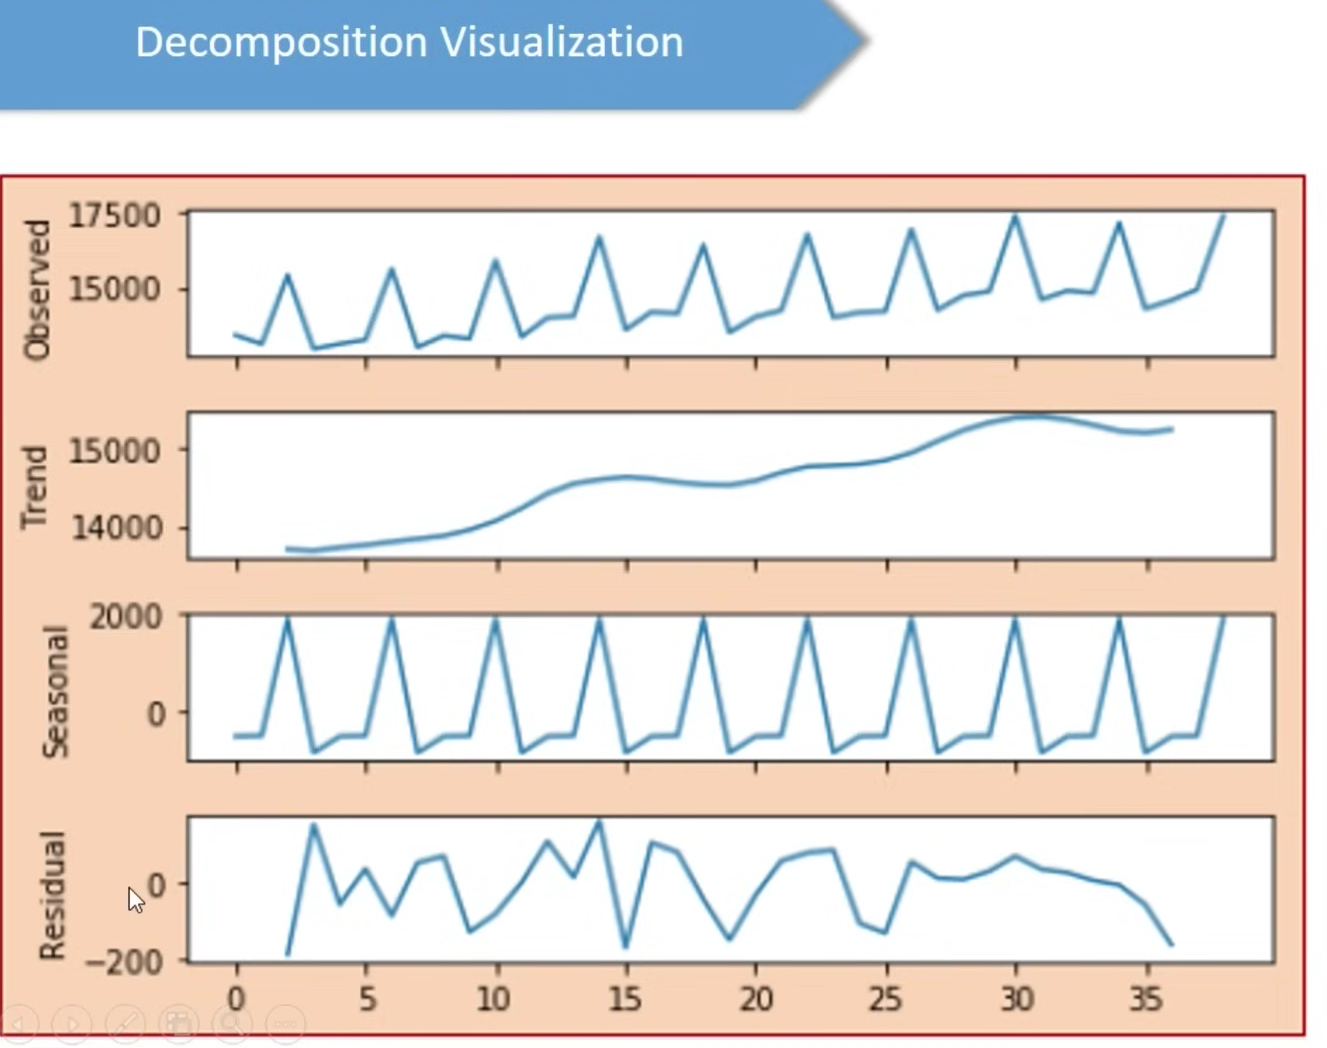 Decomposition Visualization
Observed
17500
15000
Trend
15000
14000
Seasonal
2000
0
Residual
0
−200
0 5 10 15 20 25 30 35